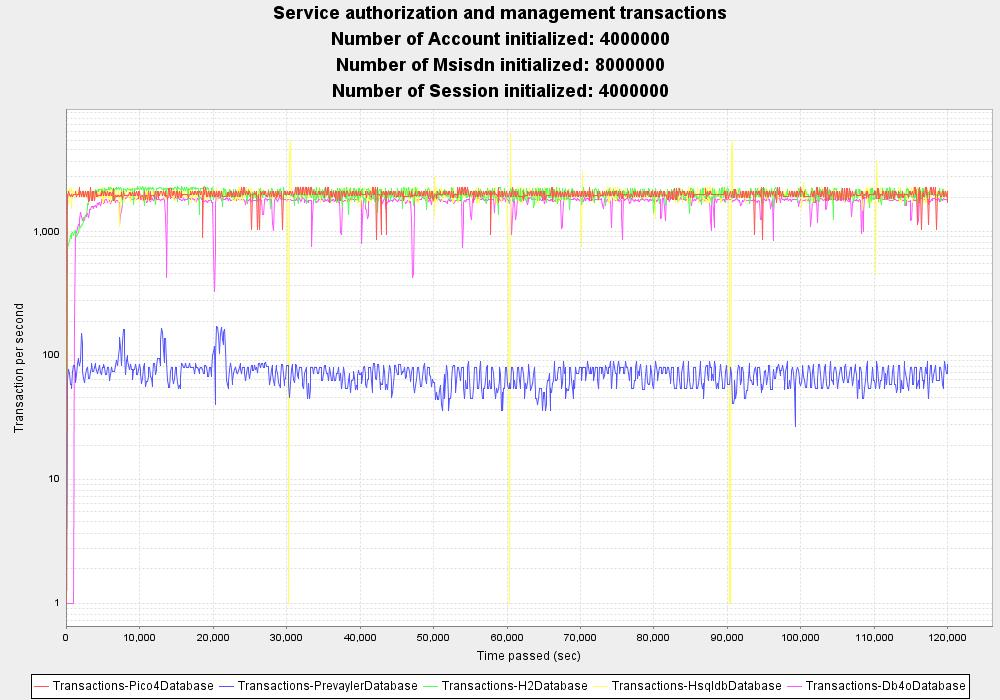 Service authorization and management transactions
Number of Account initialized: 4000000
Number of Msisdn initialized: 8000000
Number of Session initialized: 4000000
Transaction per second
1,000
100
10
1
0 10,000 20,000 30,000 40,000 50,000 60,000 70,000 80,000 90,000 100,000 110,000 120,000
Time passed (sec)
Transactions-Pico4Database Transactions-PrevaylerDatabase Transactions-H2Database Transactions-HsqldbDatabase Transactions-Db4oDatabase